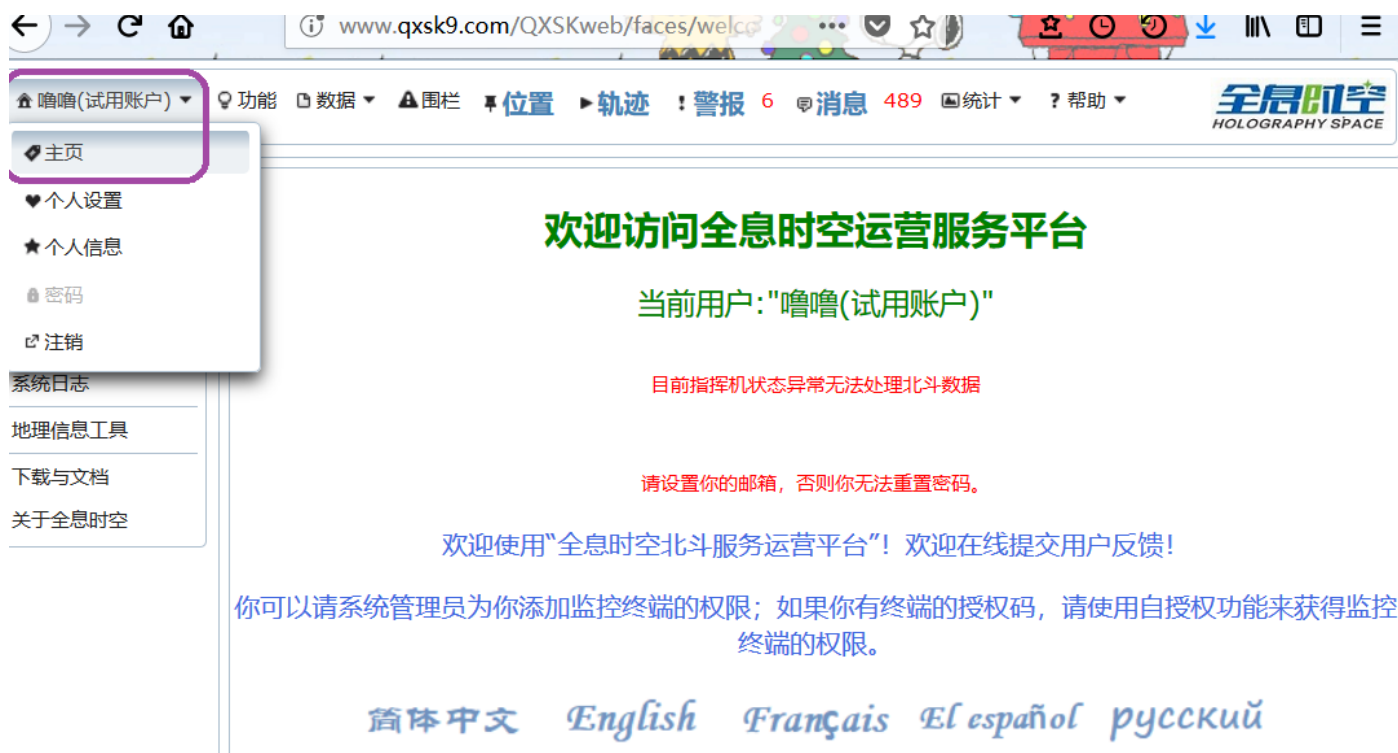 www.qxsk9.com/QXSKweb/faces/welco
噜噜(试用账户) 功能 数据 围栏 位置 轨迹 警报 6 消息 489 统计 ? 帮助
全息时空
HOLOGRAPHY SPACE
主页
个人设置
个人信息
密码
注销
系统日志
地理信息工具
下载与文档
关于全息时空
欢迎访问全息时空运营服务平台
当前用户:"噜噜(试用账户)"
目前指挥机状态异常无法处理北斗数据
请设置你的邮箱，否则你无法重置密码。
欢迎使用“全息时空北斗服务运营平台”！欢迎在线提交用户反馈！
你可以请系统管理员为你添加监控终端的权限；如果你有终端的授权码，请使用自授权功能来获得监控
终端的权限。
简体中文 English Français El español русский